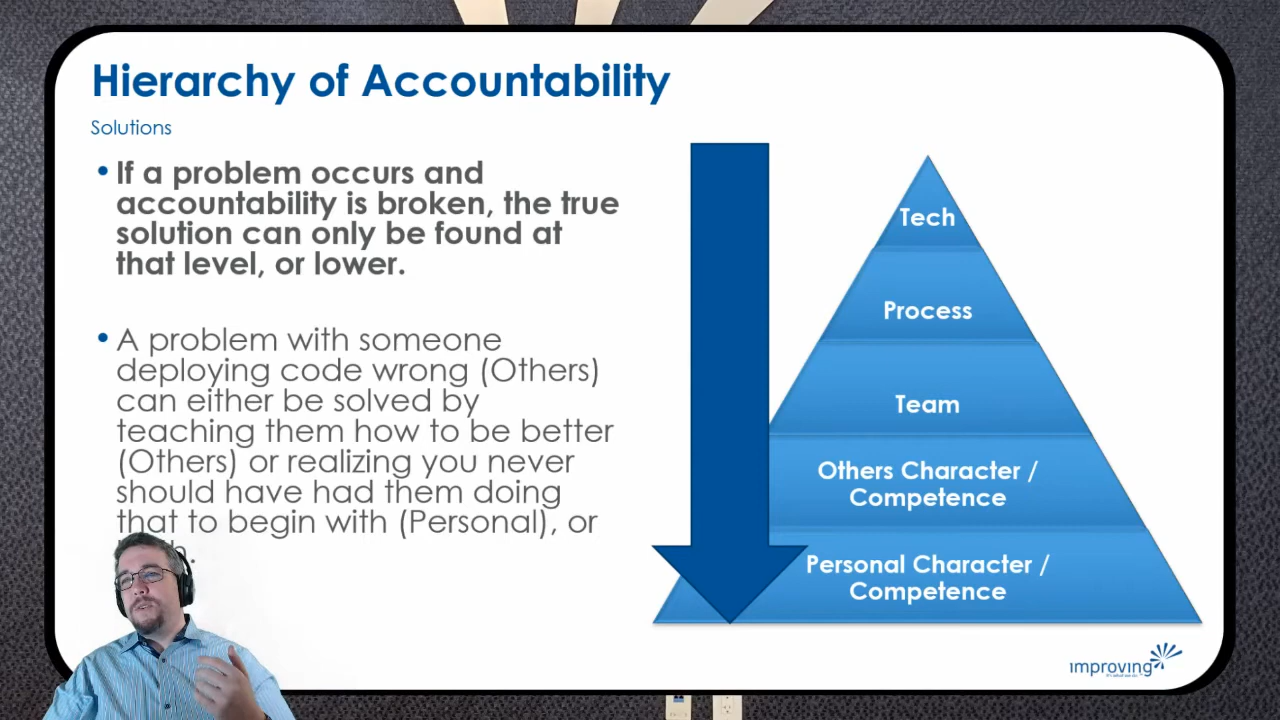 Hierarchy of Accountability
Solutions
• If a problem occurs and
accountability is broken, the true
solution can only be found at
that level, or lower.
• A problem with someone
deploying code wrong (Others)
can either be solved by
teaching them how to be better
(Others) or realizing you never
should have had them doing
that to begin with (Personal), or
Tech
Process
Team
Others Character /
Competence
Personal Character /
Competence
improving